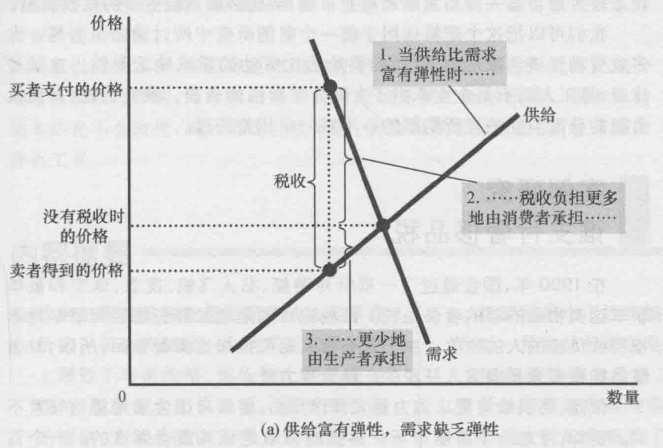 价格
1. 当供给比需求
富有弹性时……
买者支付的价格
供给
税收
2. ……税收负担更多
地由消费者承担……
没有税收时
的价格
卖者得到的价格
3. ……更少地
由生产者承担
需求
0
数量
(a) 供给富有弹性，需求缺乏弹性